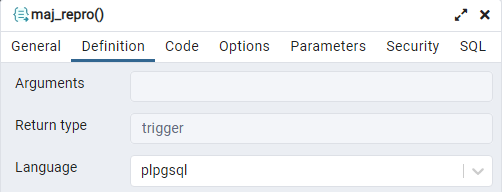 maj_repro()
General Definition Code Options Parameters Security SQL
Arguments
Return type trigger
Language plpgsql